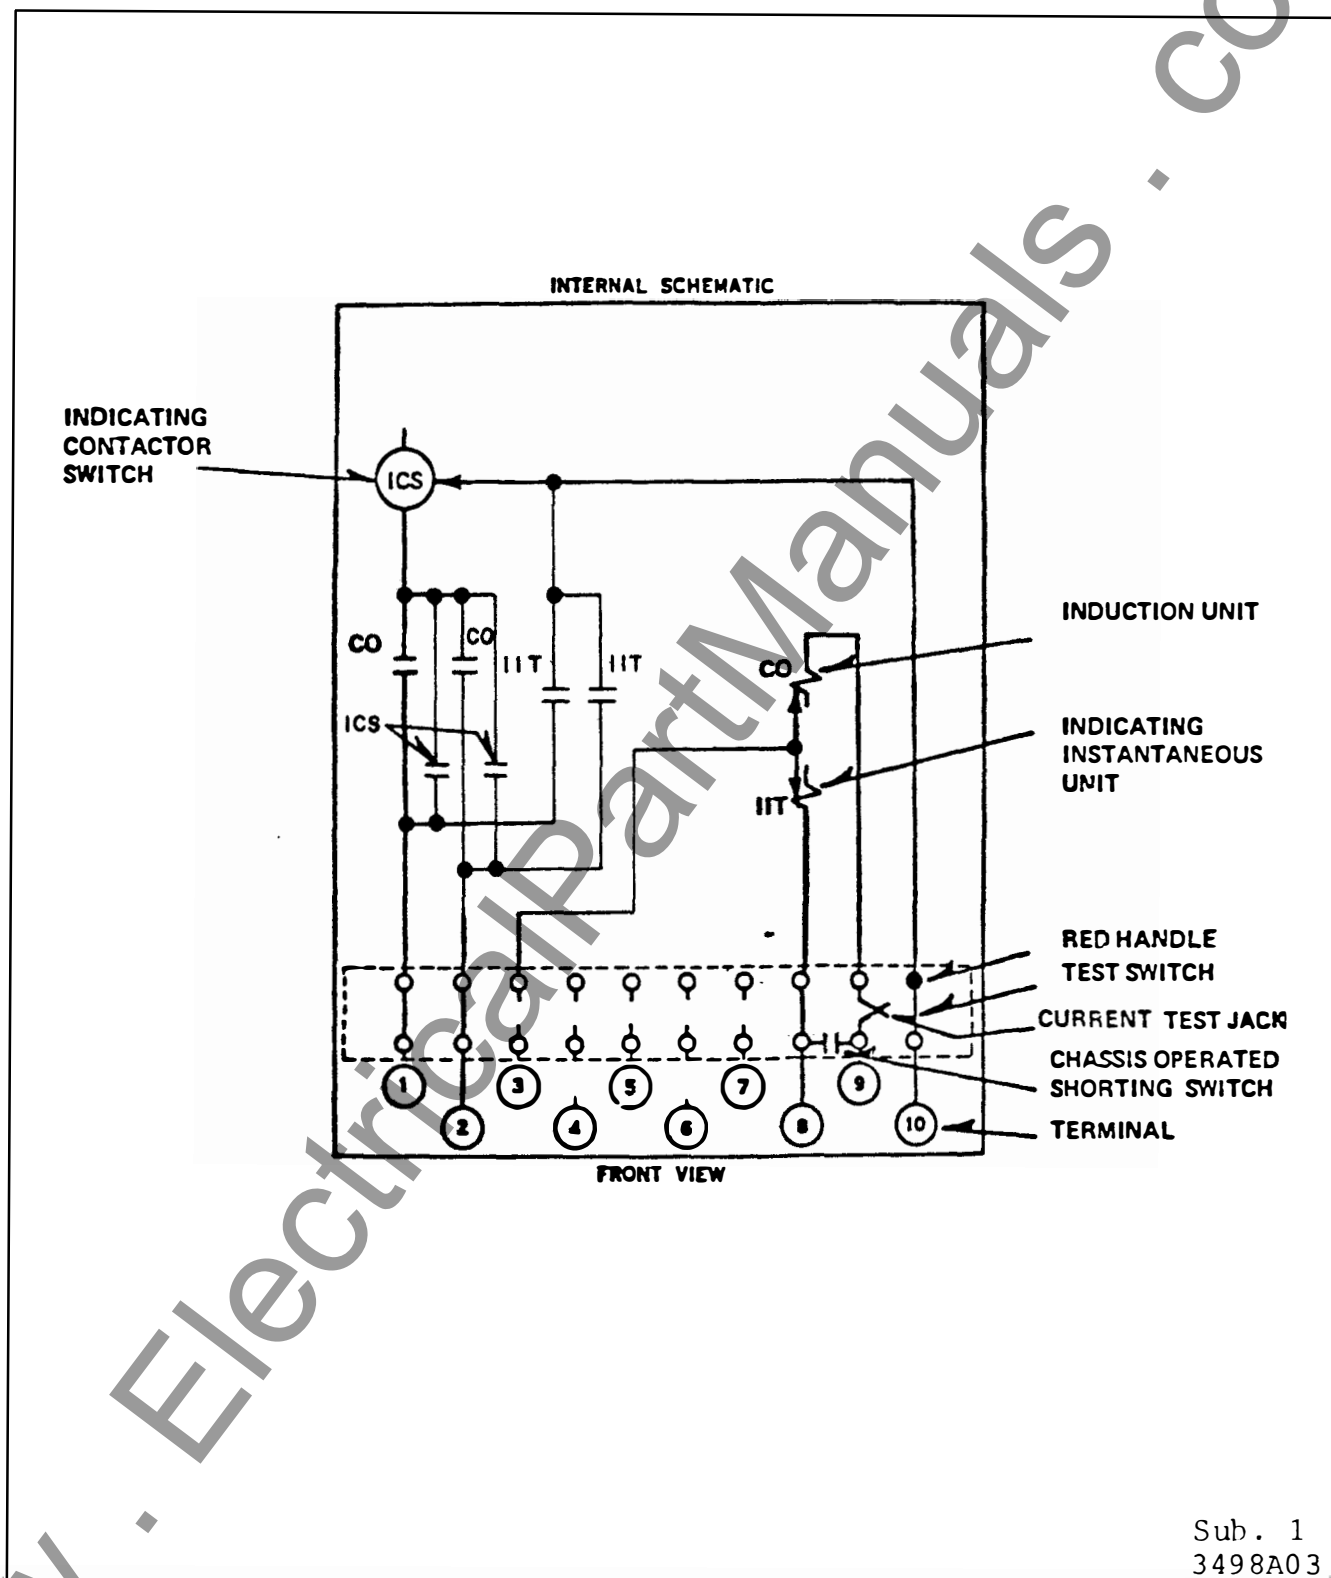 INTERNAL SCHEMATIC
INDICATING
CONTACTOR
SWITCH
ICS
CO
CO
IIT
IIT
ICS
CO
IIT
INDUCTION UNIT
INDICATING
INSTANTANEOUS
UNIT
RED HANDLE
TEST SWITCH
CURRENT TEST JACK
CHASSIS OPERATED
SHORTING SWITCH
TERMINAL
1
2
3
4
5
6
7
8
9
10
FRONT VIEW
Sub. 1
3498A03
. ElectricalPartManuals . co